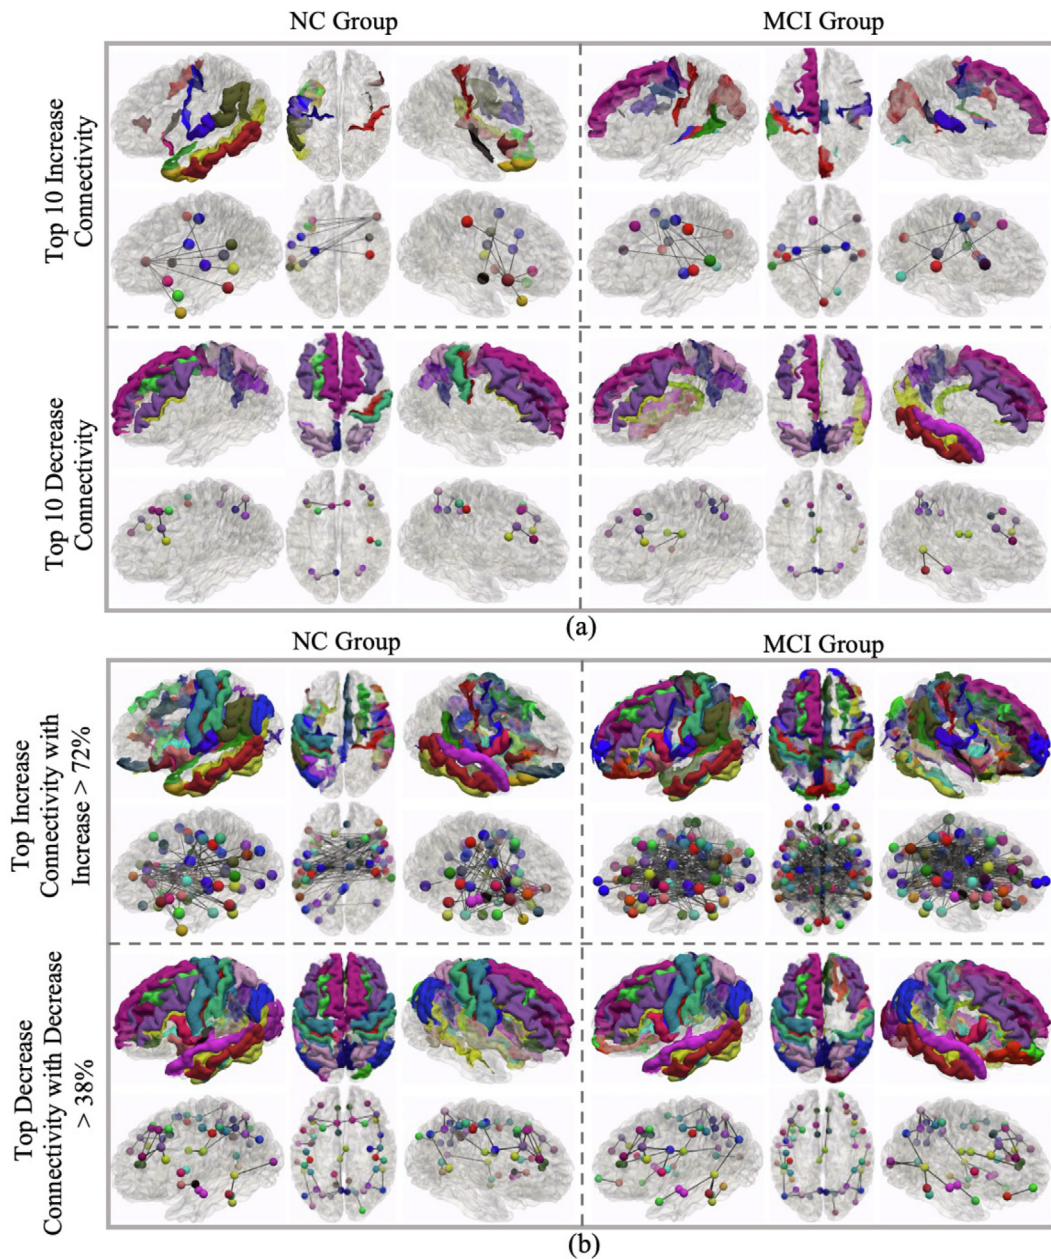 NC Group
MCI Group
Top 10 Increase
Connectivity
Top 10 Decrease
Connectivity
(a)
NC Group
MCI Group
Top Increase
Connectivity with
Increase > 72%
Top Decrease
Connectivity with Decrease
> 38%
(b)